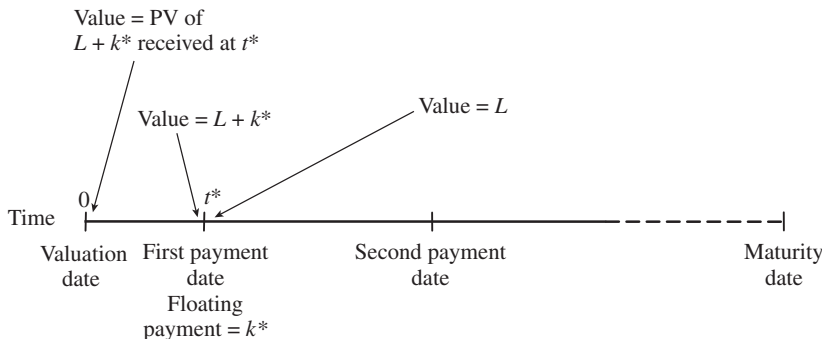 Value = PV of
L + k* received at t*
Value = L + k*
Value = L
0
t*
Time
Valuation
date
First payment
date
Floating
payment = k*
Second payment
date
Maturity
date